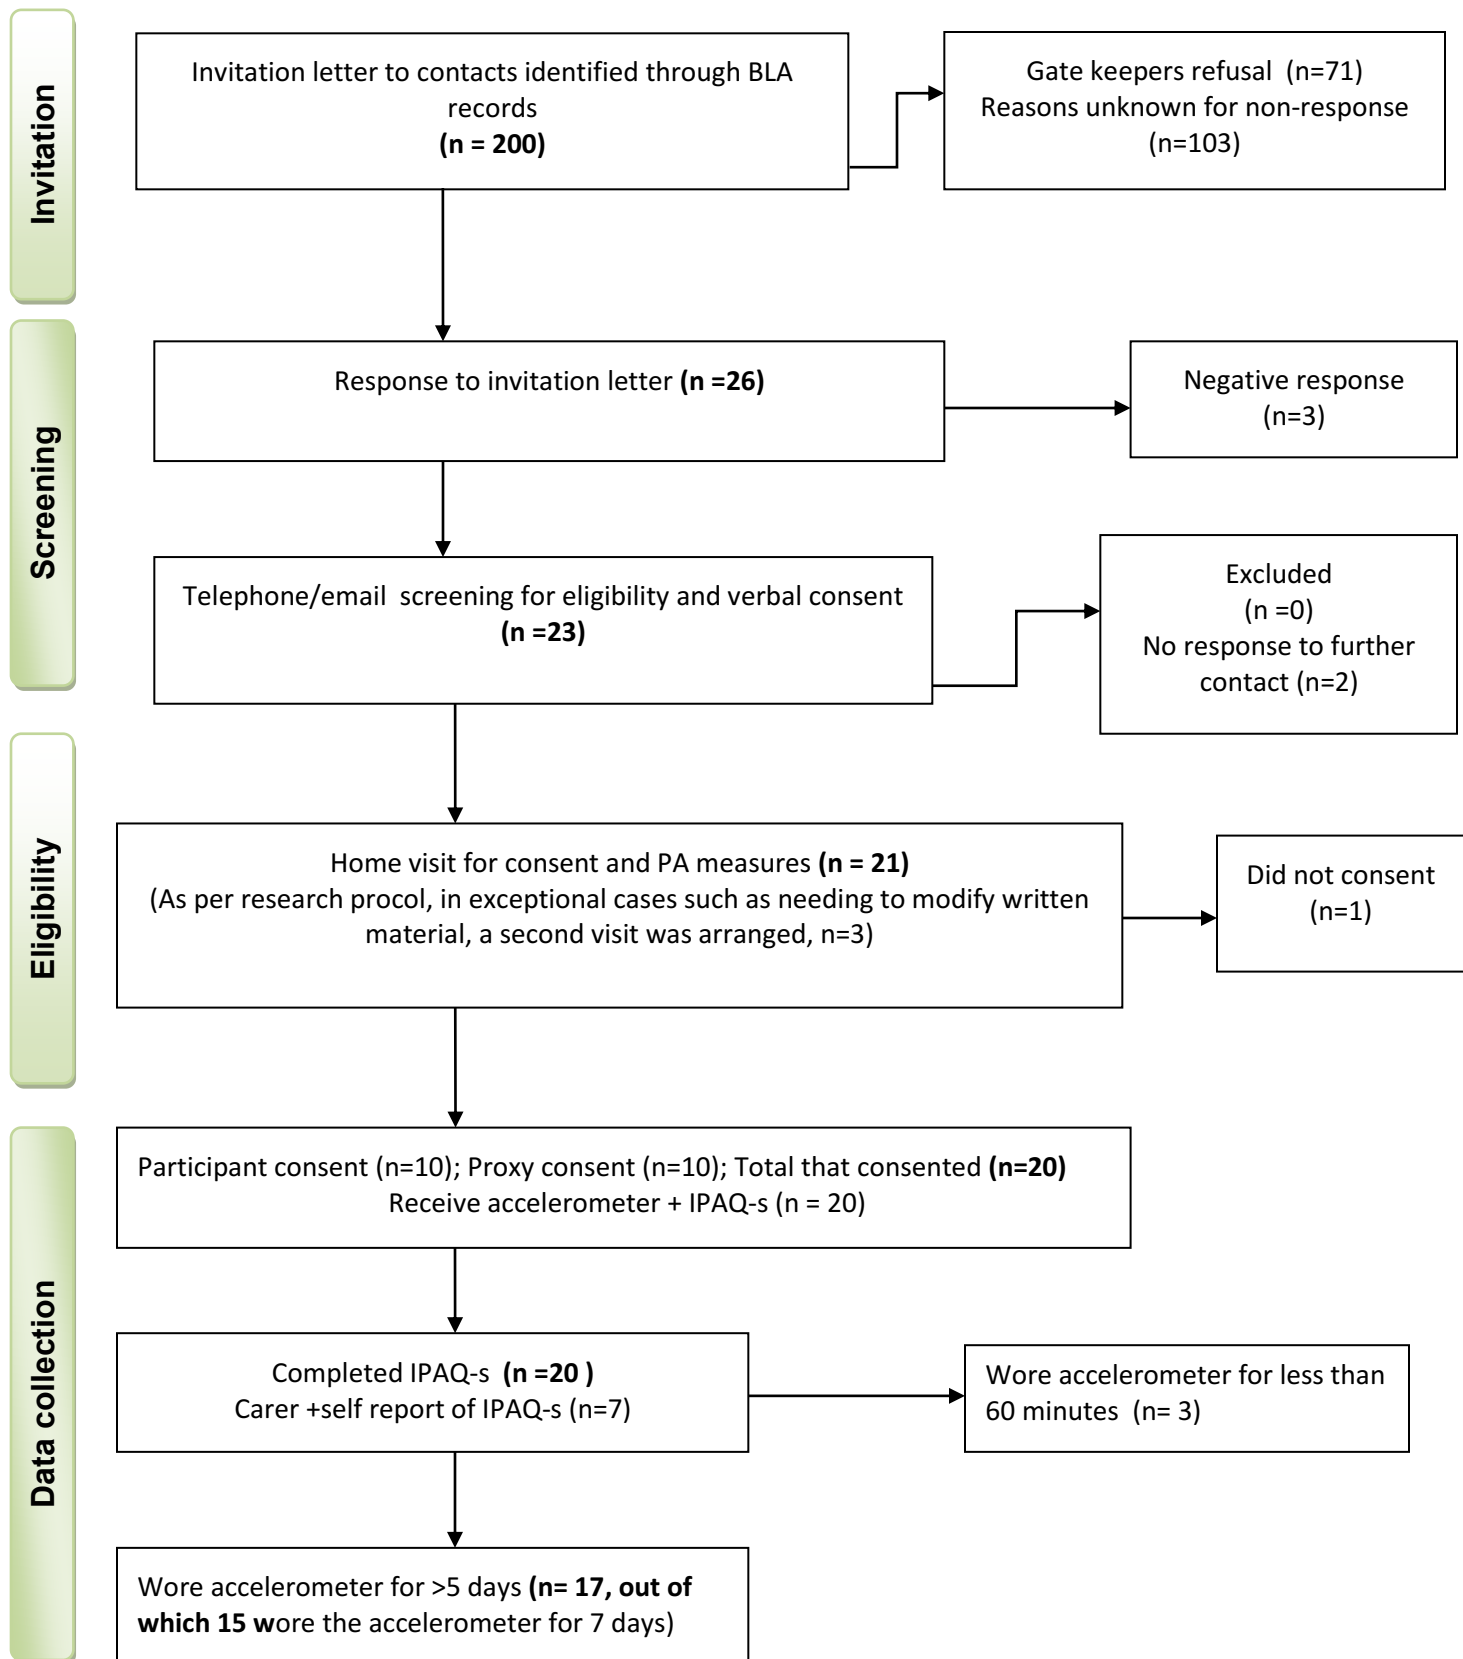 Invitation
Invitation letter to contacts identified through BLA
records
(n = 200)
Gate keepers refusal  (n=71)
Reasons unknown for non-response
(n=103)
Screening
Response to invitation letter (n =26)
Negative response
(n=3)
Telephone/email  screening for eligibility and verbal consent
(n =23)
Excluded
(n =0)
No response to further
contact (n=2)
Eligibility
Home visit for consent and PA measures (n = 21)
(As per research procol, in exceptional cases such as needing to modify written
material, a second visit was arranged, n=3)
Did not consent
(n=1)
Data collection
Participant consent (n=10); Proxy consent (n=10); Total that consented (n=20)
Receive accelerometer + IPAQ-s (n = 20)
Completed IPAQ-s  (n =20 )
Carer +self report of IPAQ-s (n=7)
Wore accelerometer for less than
60 minutes  (n= 3)
Wore accelerometer for >5 days (n= 17, out of
which 15 wore the accelerometer for 7 days)